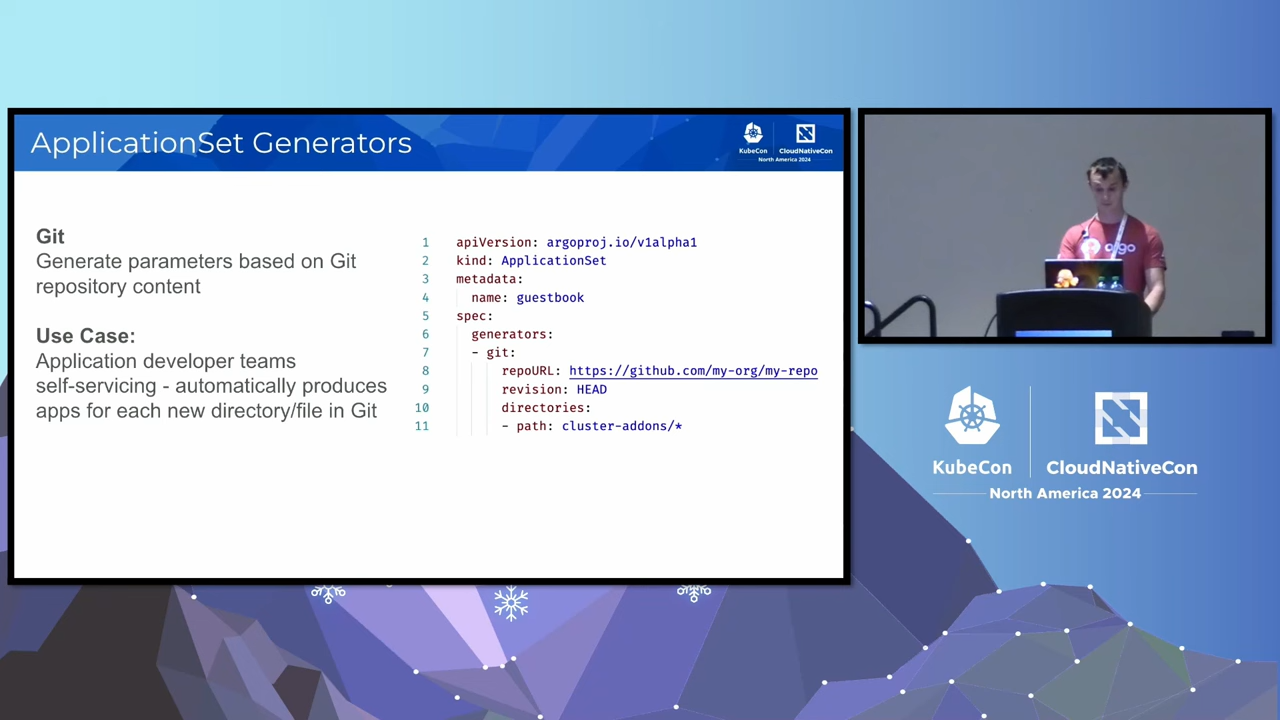 ApplicationSet Generators
KubeCon
CloudNativeCon
North America 2024
Git
Generate parameters based on Git
repository content
Use Case:
Application developer teams
self-servicing - automatically produces
apps for each new directory/file in Git
1 apiVersion: argoproj.io/v1alpha1
2 kind: ApplicationSet
3 metadata:
4 name: guestbook
5 spec:
6 generators:
7 - git:
8 repoURL: https://github.com/my-org/my-repo
9 revision: HEAD
10 directories:
11 - path: cluster-addons/*
argo
KubeCon
CloudNativeCon
North America 2024